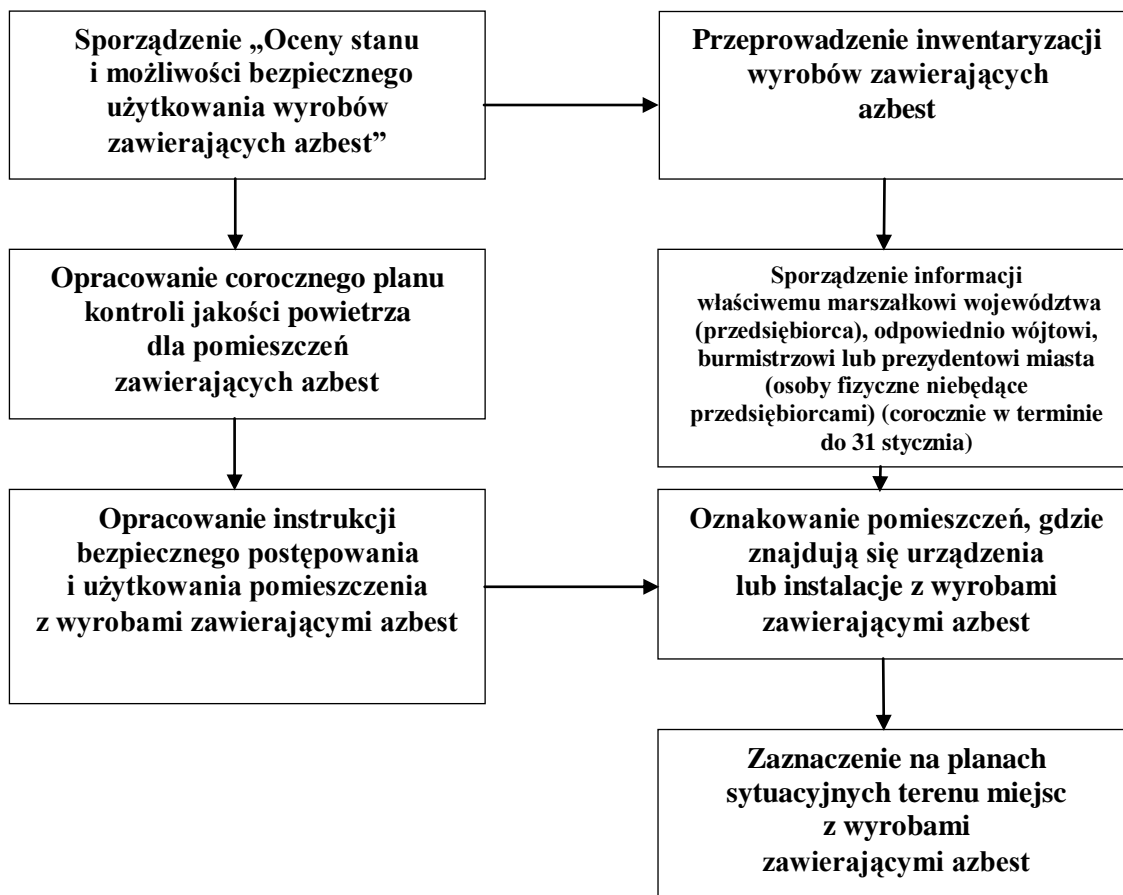 Sporządzenie „Oceny stanu
i możliwości bezpiecznego
użytkowania wyrobów
zawierających azbest”
Przeprowadzenie inwentaryzacji
wyrobów zawierających
azbest
Opracowanie corocznego planu
kontroli jakości powietrza
dla pomieszczeń
zawierających azbest
Sporządzenie informacji
właściwemu marszałkowi województwa
(przedsiębiorca), odpowiednio wójtowi,
burmistrzowi lub prezydentowi miasta
(osoby fizyczne niebędące
przedsiębiorcami) (corocznie w terminie
do 31 stycznia)
Opracowanie instrukcji
bezpiecznego postępowania
i użytkowania pomieszczenia
z wyrobami zawierającymi azbest
Oznakowanie pomieszczeń, gdzie
znajdują się urządzenia
lub instalacje z wyrobami
zawierającymi azbest
Zaznaczenie na planach
sytuacyjnych terenu miejsc
z wyrobami
zawierającymi azbest